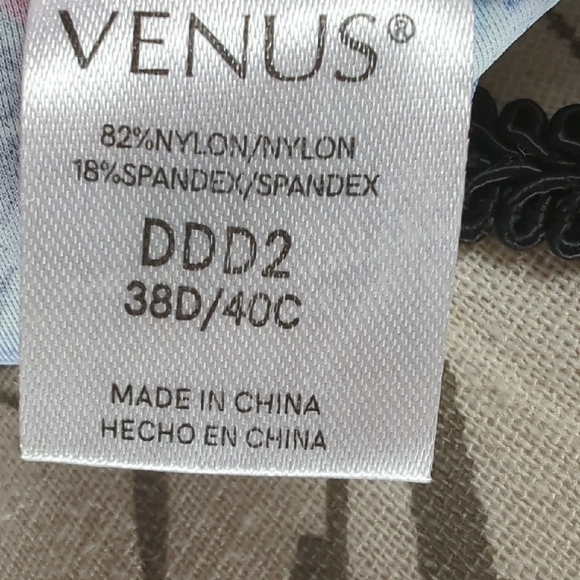 VENUS®
82%NYLON/NYLON
18%SPANDEX/SPANDEX
DDD2
38D/40C
MADE IN CHINA
HECHO EN CHINA